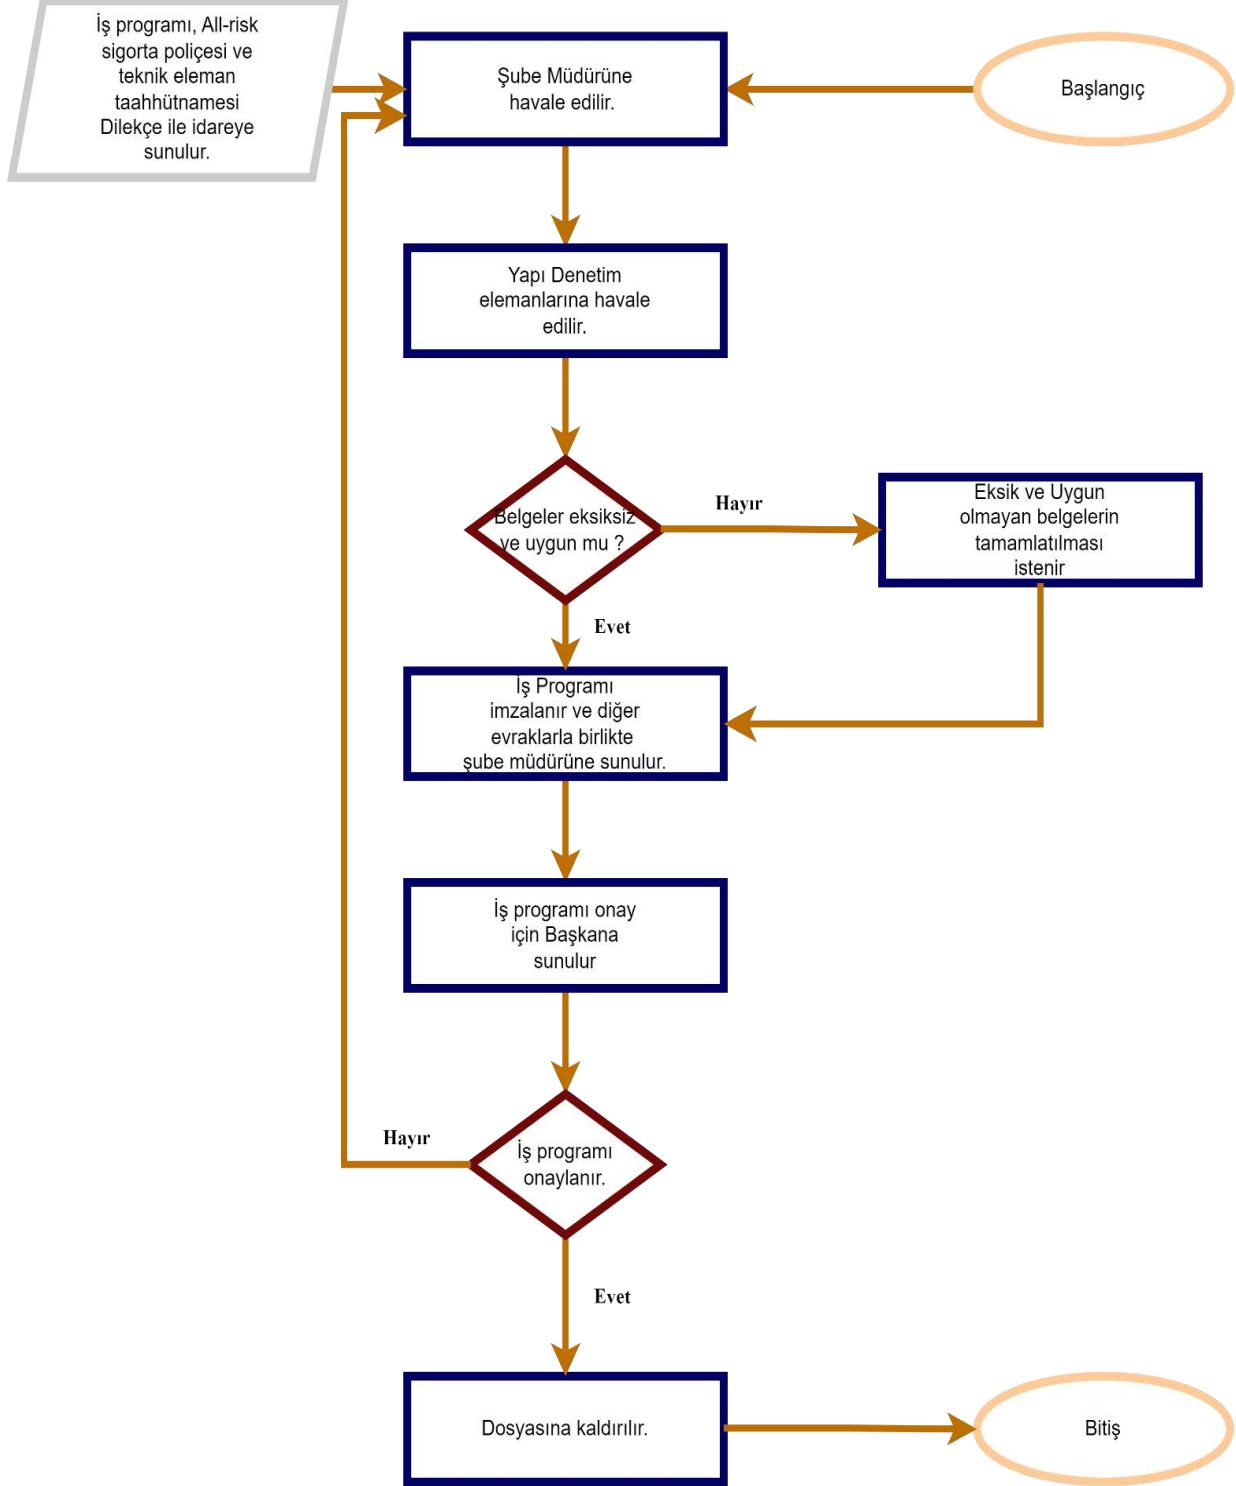 İş programı, All-risk
sigorta poliçesi ve
teknik eleman
taahhütnamesi
Dilekçe ile idareye
sunulur.
Şube Müdürüne
havale edilir.
Başlangıç
Yapı Denetim
elemanlarına havale
edilir.
Belgeler eksiksiz
ve uygun mu ?
Hayır
Eksik ve Uygun
olmayan belgelerin
tamamlatılması
istenir
Evet
İş Programı
imzalanır ve diğer
evraklarla birlikte
şube müdürüne sunulur.
İş programı onay
için Başkana
sunulur
Hayır
İş programı
onaylanır.
Evet
Dosyasına kaldırılır.
Bitiş